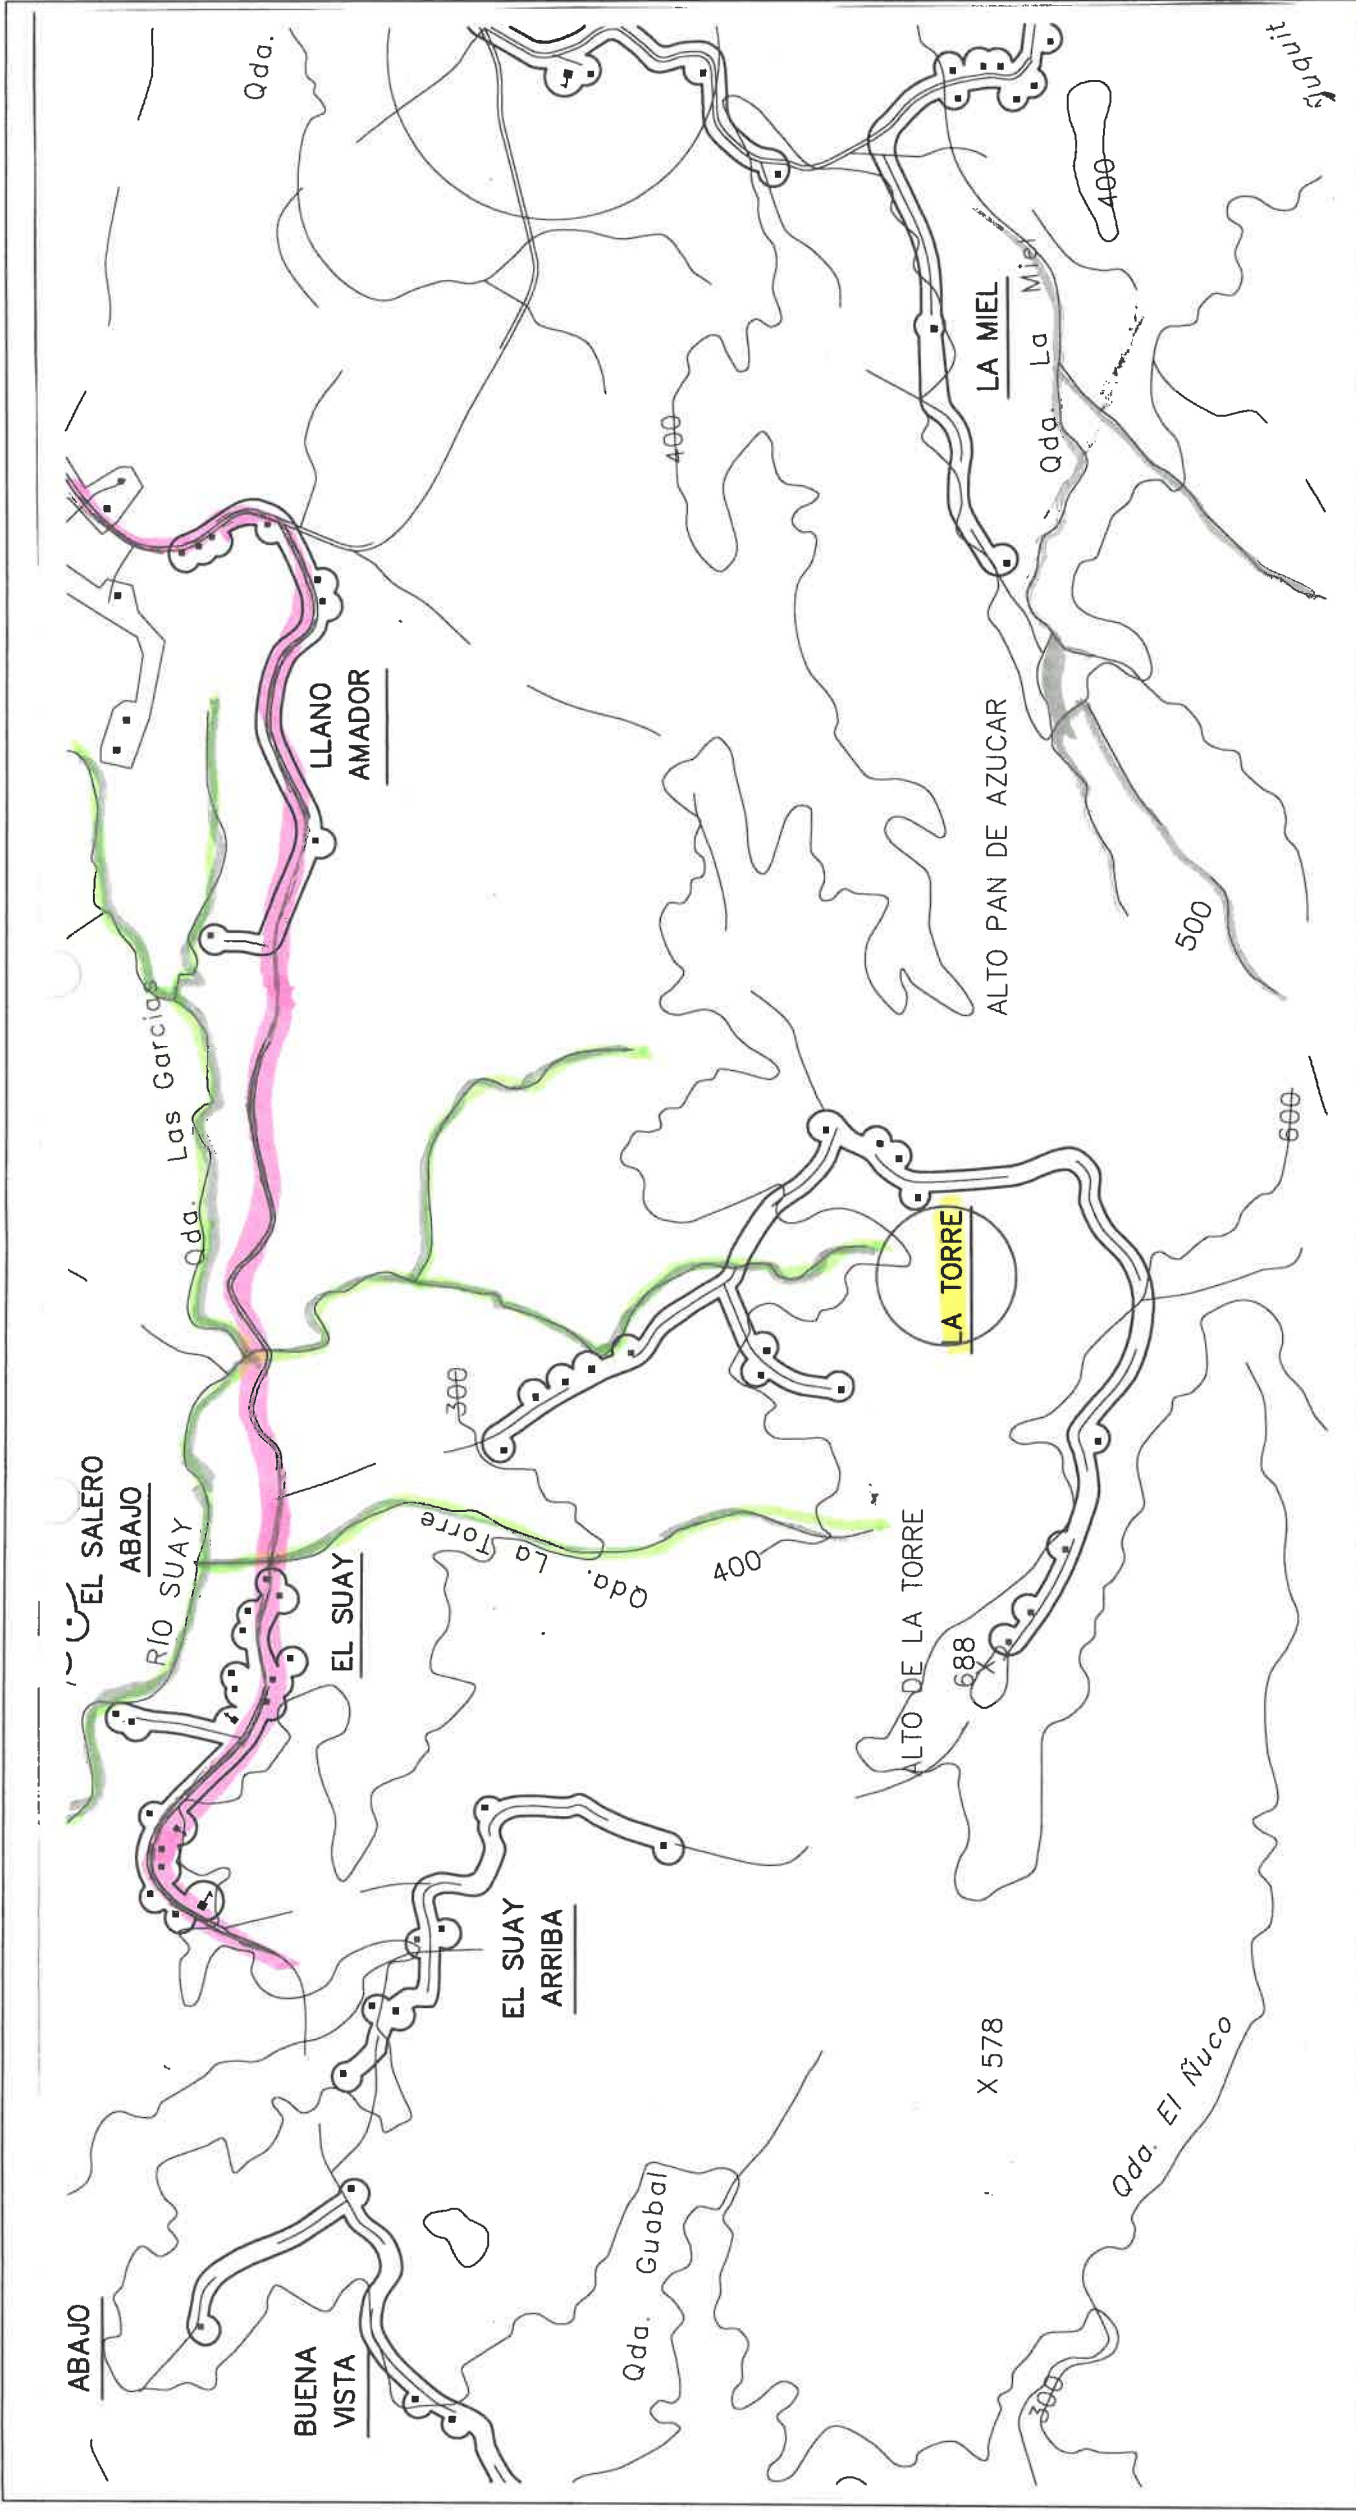 ABAJO
BUENA
VISTA
EL SALERO
ABAJO
RÍO SUAY
EL SUAY
EL SUAY
ARRIBA
Qda. Guabal
Qda. La Torre
300
400
ALTO DE LA TORRE
688
X 578
Qda. El Ñuco
300
Qda. Las Garcias
LLANO
AMADOR
LA TORRE
600
ALTO PAN DE AZUCAR
500
400
LA MIEL
Qda. La Miel
400
Qda.